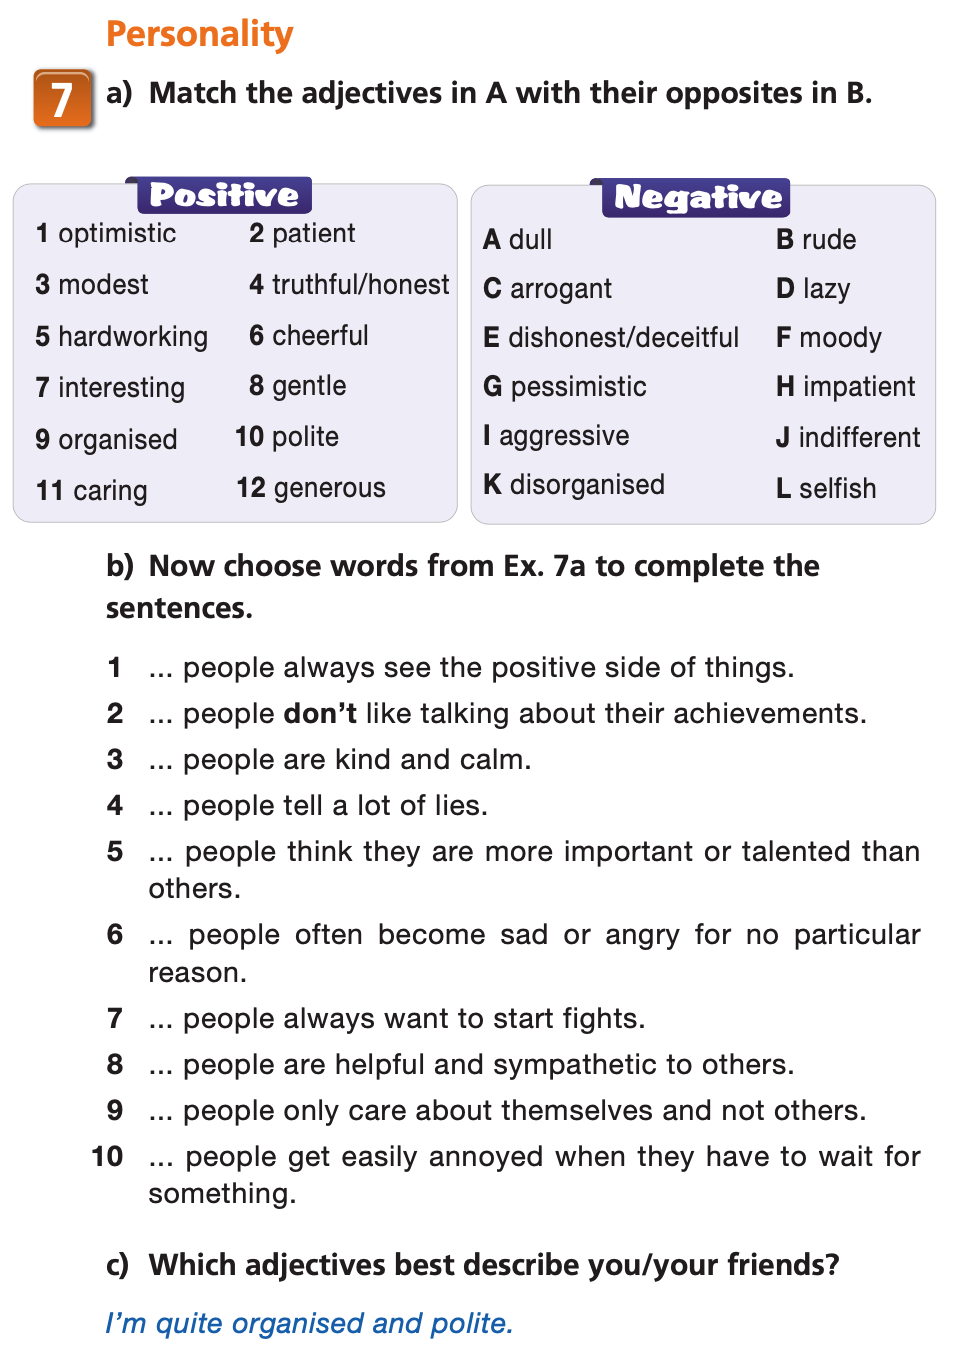 Personality
7 a) Match the adjectives in A with their opposites in B.
Positive
1 optimistic 2 patient
3 modest 4 truthful/honest
5 hardworking 6 cheerful
7 interesting 8 gentle
9 organised 10 polite
11 caring 12 generous
Negative
A dull B rude
C arrogant D lazy
E dishonest/deceitful F moody
G pessimistic H impatient
I aggressive J indifferent
K disorganised L selfish
b) Now choose words from Ex. 7a to complete the
sentences.
1 ... people always see the positive side of things.
2 ... people don't like talking about their achievements.
3 ... people are kind and calm.
4 ... people tell a lot of lies.
5 ... people think they are more important or talented than
others.
6 ... people often become sad or angry for no particular
reason.
7 ... people always want to start fights.
8 ... people are helpful and sympathetic to others.
9 ... people only care about themselves and not others.
10 ... people get easily annoyed when they have to wait for
something.
c) Which adjectives best describe you/your friends?
I'm quite organised and polite.